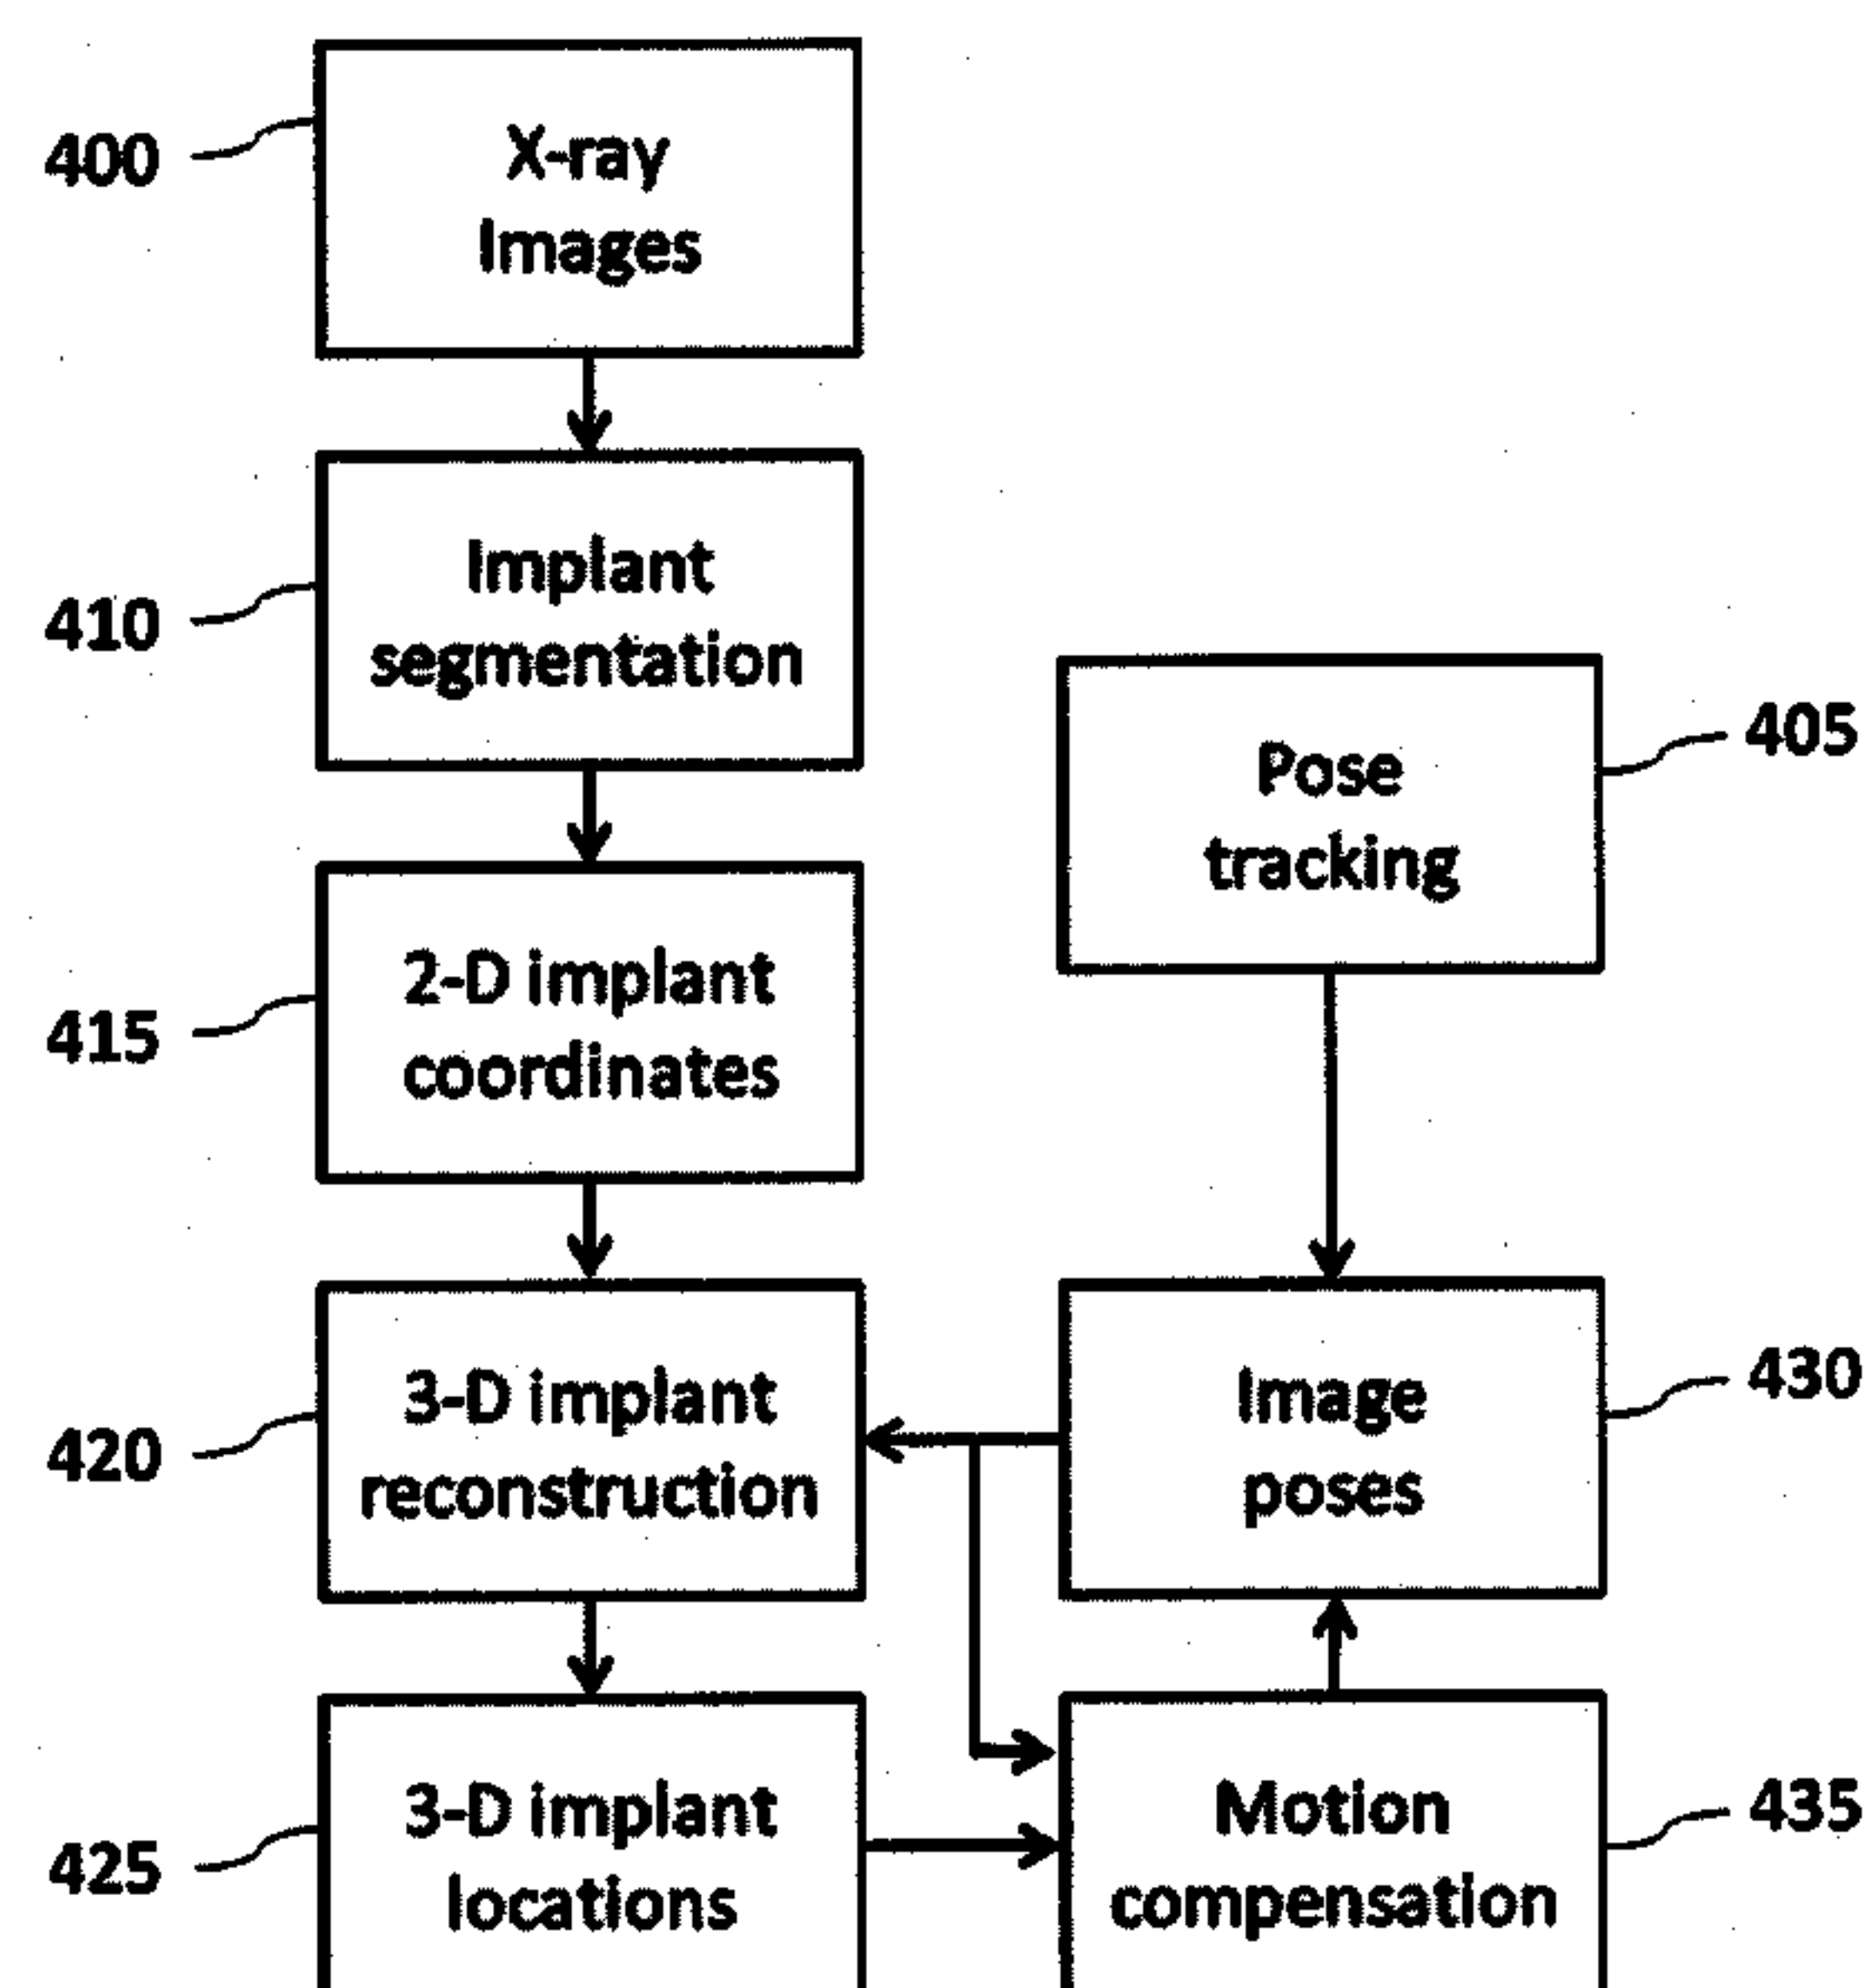 400
X-ray
Images
410
Implant
segmentation
405
Pose
tracking
415
2-D implant
coordinates
420
3-D implant
reconstruction
430
Image
poses
425
3-D implant
locations
435
Motion
compensation